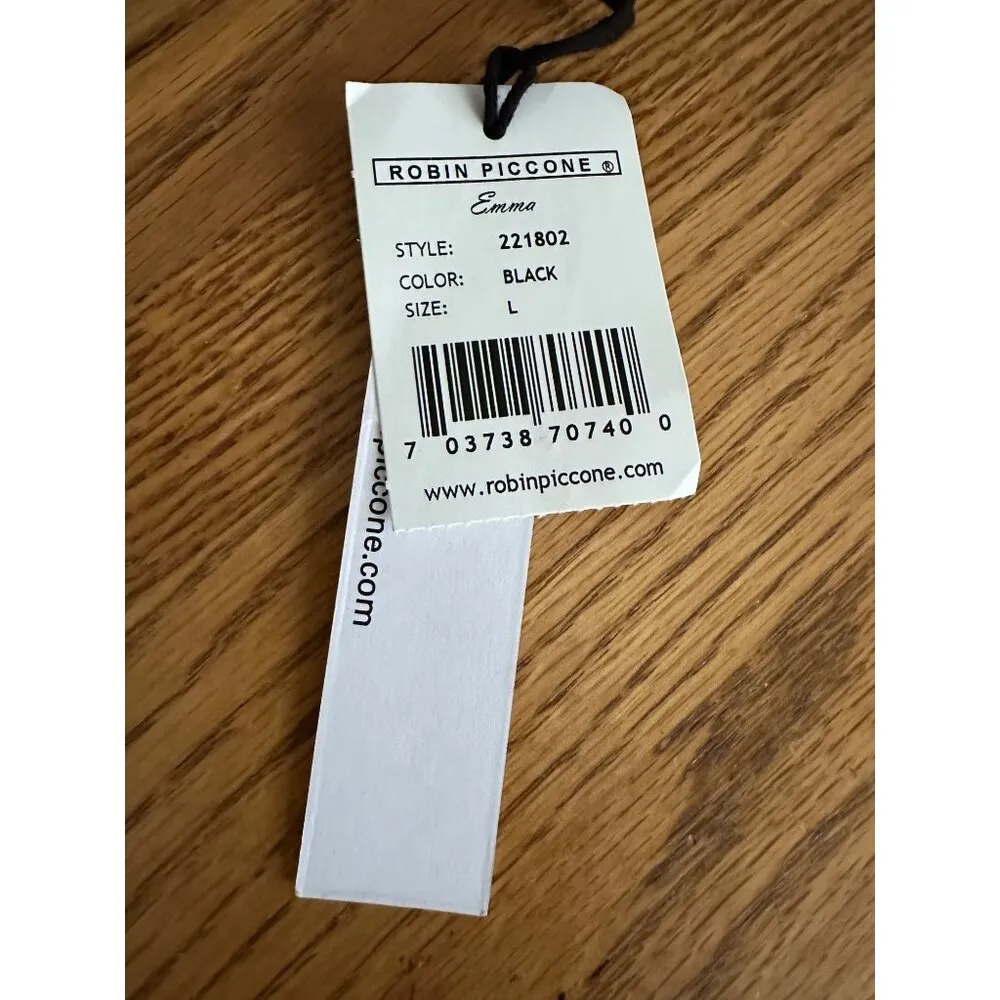 ROBIN PICCONE ®
Emma
STYLE: 221802
COLOR: BLACK
SIZE: L
7 03738 70740 0
www.robinpiccone.com
piccone.com